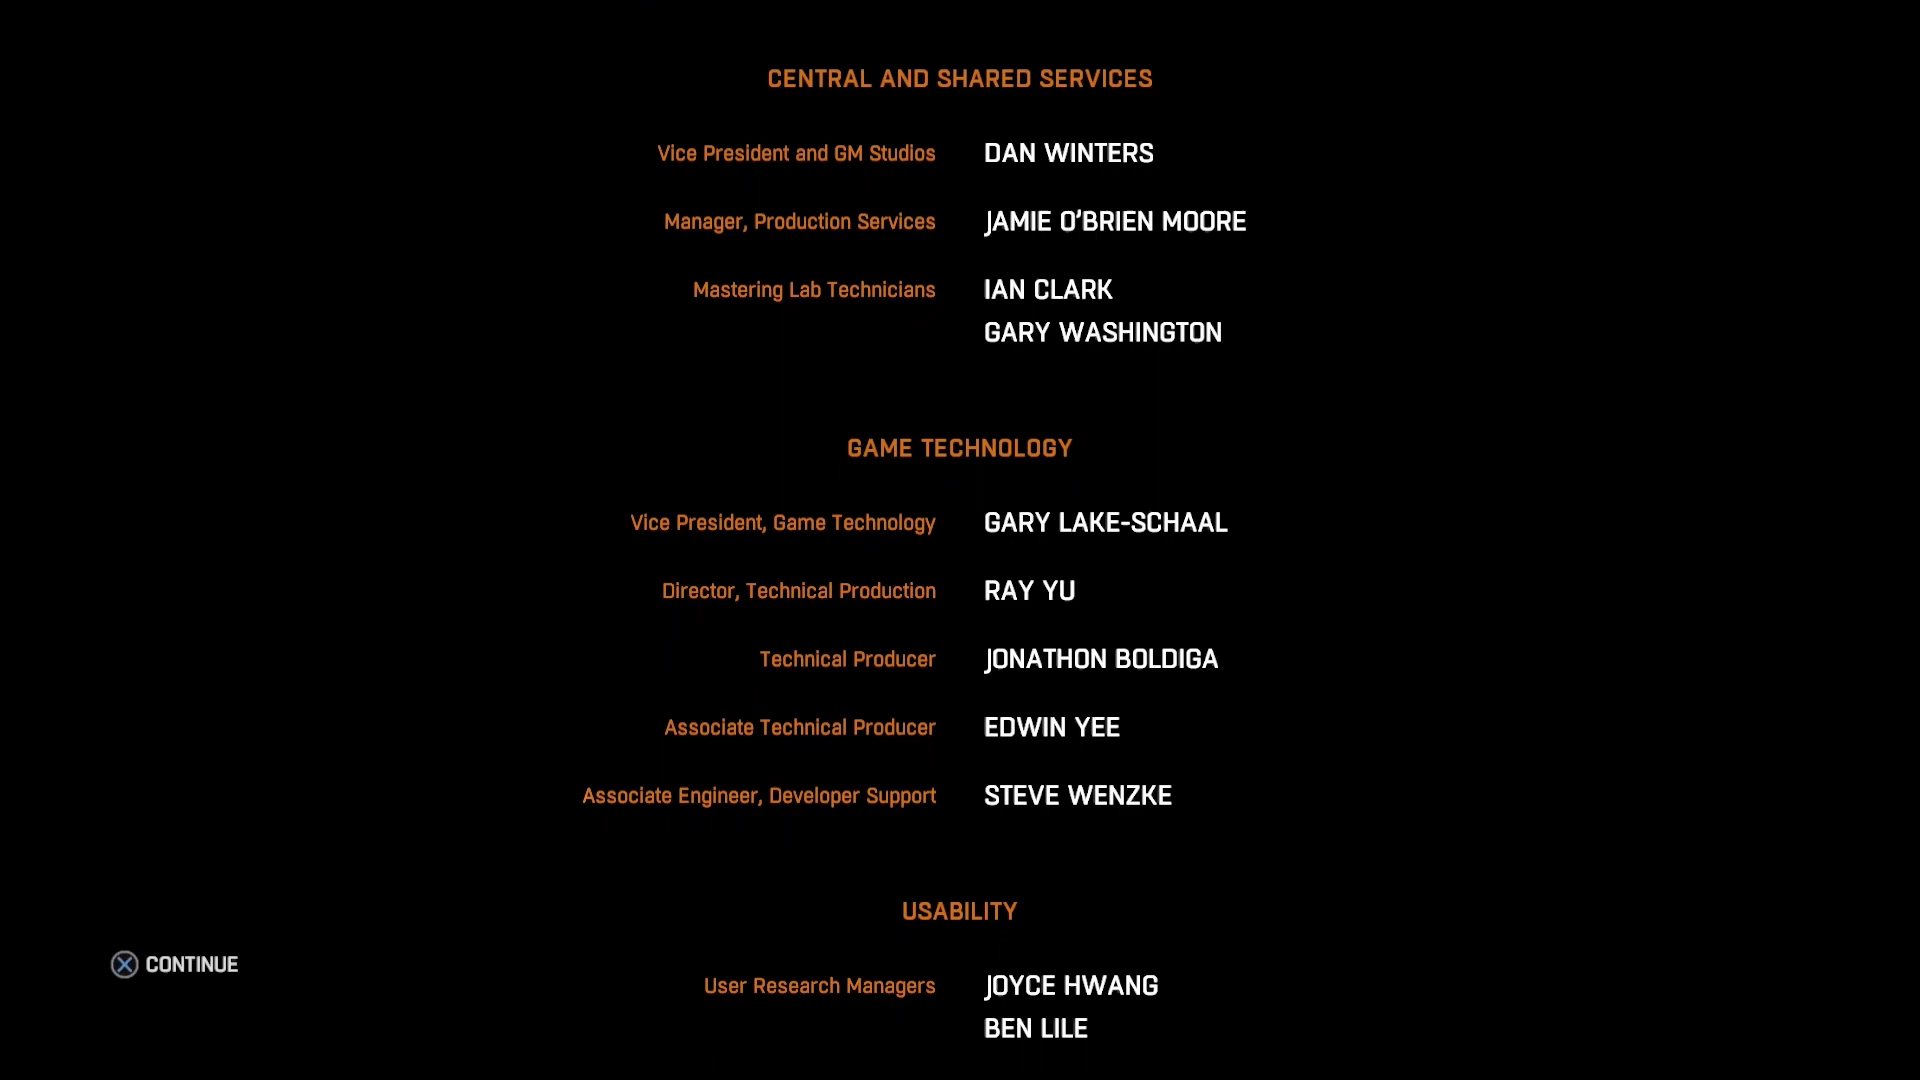 CENTRAL AND SHARED SERVICES
Vice President and GM Studios DAN WINTERS
Manager, Production Services JAMIE O'BRIEN MOORE
Mastering Lab Technicians IAN CLARK
GARY WASHINGTON
GAME TECHNOLOGY
Vice President, Game Technology GARY LAKE-SCHAAL
Director, Technical Production RAY YU
Technical Producer JONATHON BOLDIGA
Associate Technical Producer EDWIN YEE
Associate Engineer, Developer Support STEVE WENZKE
USABILITY
CONTINUE
User Research Managers JOYCE HWANG
BEN LILE